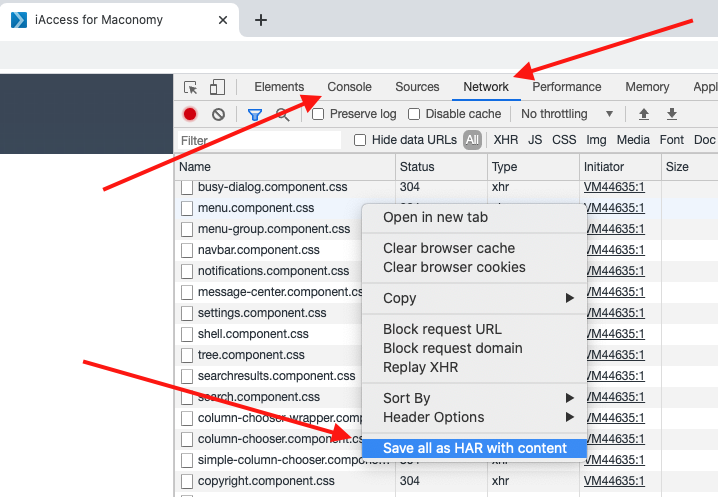 iAccess for Maconomy
Elements Console Sources Network Performance Memory Appl
Preserve log Disable cache No throttling
Filter Hide data URLs All XHR JS CSS Img Media Font Doc
Name Status Type Initiator Size
busy-dialog.component.css 304 xhr VM44635:1
menu.component.css VM44635:1
menu-group.component.css VM44635:1
navbar.component.css VM44635:1
notifications.component.css VM44635:1
message-center.component.cs VM44635:1
settings.component.css VM44635:1
shell.component.css VM44635:1
tree.component.css VM44635:1
searchresults.component.css VM44635:1
search.component.css VM44635:1
column-chooser-wrapper.comp VM44635:1
column-chooser.component.cs VM44635:1
simple-column-chooser.compone... 304 xhr VM44635:1
copyright.component.css 304 xhr VM44635:1
Open in new tab
Clear browser cache
Clear browser cookies
Copy
Block request URL
Block request domain
Replay XHR
Sort By
Header Options
Save all as HAR with content